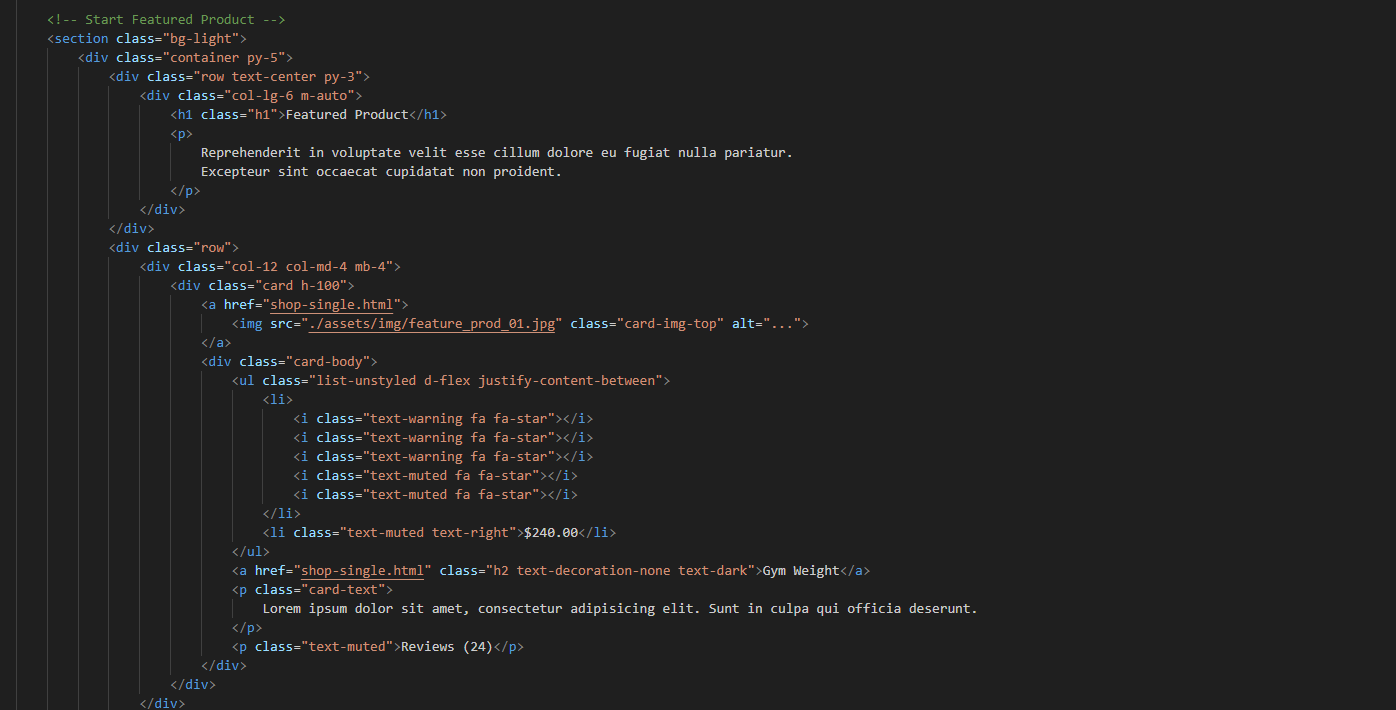 <!-- Start Featured Product -->
<section class="bg-light">
<div class="container py-5">
<div class="row text-center py-3">
<div class="col-lg-6 m-auto">
<h1 class="h1">Featured Product</h1>
<p>
Reprehenderit in voluptate velit esse cillum dolore eu fugiat nulla pariatur.
Excepteur sint occaecat cupidatat non proident.
</p>
</div>
</div>
<div class="row">
<div class="col-12 col-md-4 mb-4">
<div class="card h-100">
<a href="shop-single.html">
<img src="./assets/img/feature_prod_01.jpg" class="card-img-top" alt="...">
</a>
<div class="card-body">
<ul class="list-unstyled d-flex justify-content-between">
<li>
<i class="text-warning fa fa-star"></i>
<i class="text-warning fa fa-star"></i>
<i class="text-warning fa fa-star"></i>
<i class="text-muted fa fa-star"></i>
<i class="text-muted fa fa-star"></i>
</li>
<li class="text-muted text-right">$240.00</li>
</ul>
<a href="shop-single.html" class="h2 text-decoration-none text-dark">Gym Weight</a>
<p class="card-text">
Lorem ipsum dolor sit amet, consectetur adipisicing elit. Sunt in culpa qui officia deserunt.
</p>
<p class="text-muted">Reviews (24)</p>
</div>
</div>
</div>